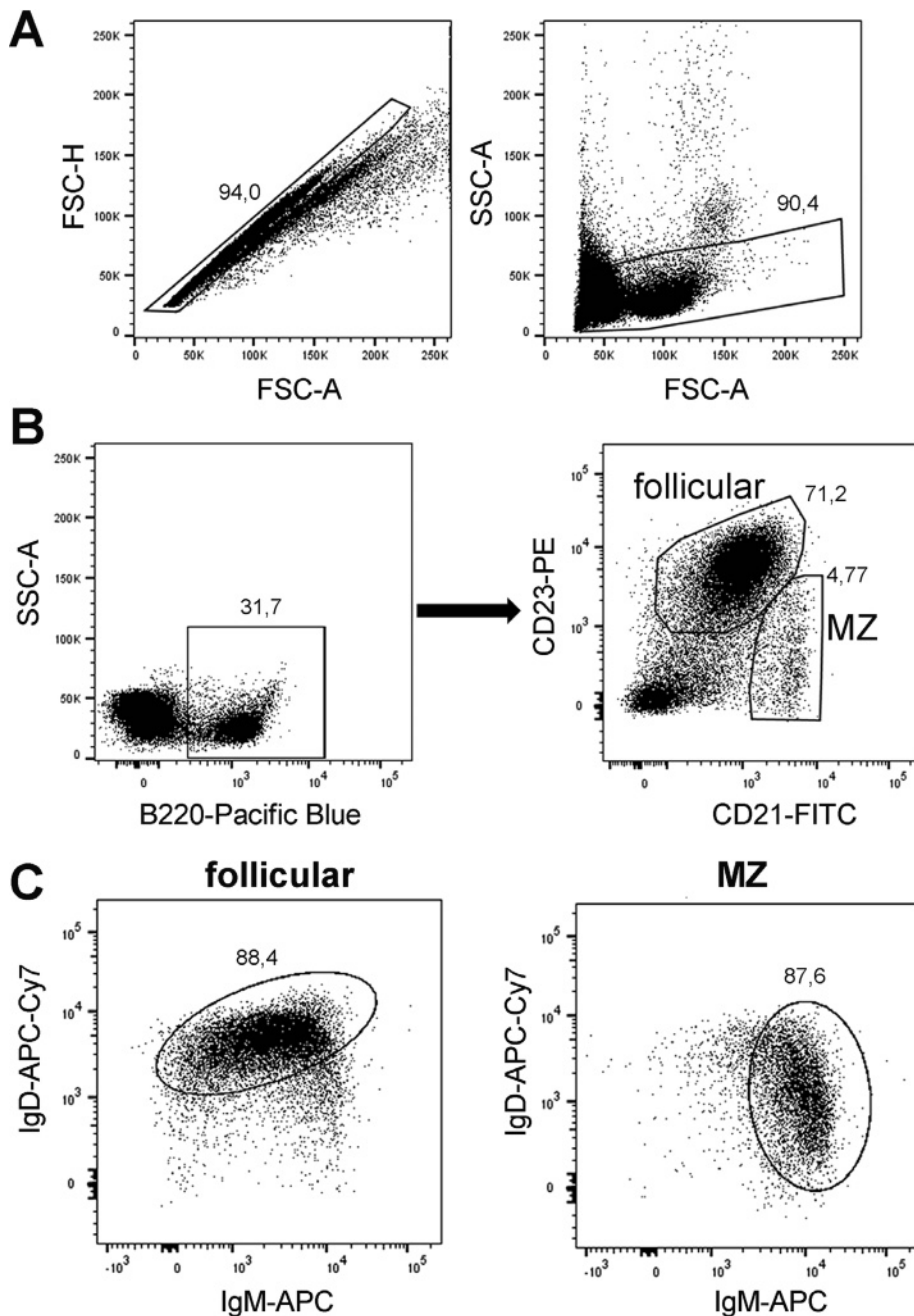 A
250K
200K
150K
100K
50K
0
FSC-H
94,0
0 50K 100K 150K 200K 250K
FSC-A
250K
200K
150K
100K
50K
0
SSC-A
90,4
0 50K 100K 150K 200K 250K
FSC-A
B
250K
200K
150K
100K
50K
0
SSC-A
31,7
0 10³ 10⁴ 10⁵
B220-Pacific Blue
10⁵
10⁴
10³
0
CD23-PE
follicular
71,2
4,77
MZ
0 10³ 10⁴ 10⁵
CD21-FITC
C
follicular
10⁵
10⁴
10³
0
IgD-APC-Cy7
88,4
-10³ 0 10³ 10⁴ 10⁵
IgM-APC
MZ
10⁵
10⁴
10³
0
IgD-APC-Cy7
87,6
-10³ 0 10³ 10⁴ 10⁵
IgM-APC